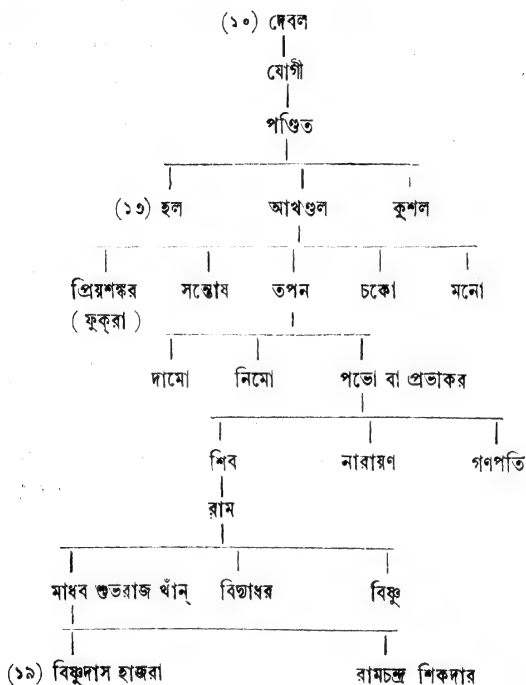 (১০) দেবল
যোগী
পণ্ডিত
(১৩) হল আখণ্ডল কুশল
প্রিয়শঙ্কর সন্তোষ তপন চকো মনো
( ফুক্‌রা )
দামো নিমো পভো বা প্রভাকর
শিব নারায়ণ গণপতি
রাম
মাধব শুভরাজ খাঁন্ বিদ্যাধর বিষ্ণু
(১৯) বিষ্ণুদাস হাজরা রামচন্দ্র শিকদার